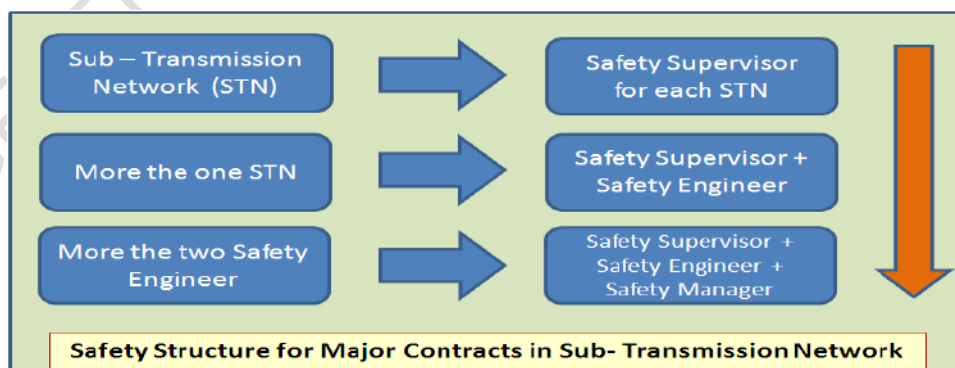 Sub – Transmission
Network (STN)
Safety Supervisor
for each STN
More the one STN
Safety Supervisor +
Safety Engineer
More the two Safety
Engineer
Safety Supervisor +
Safety Engineer +
Safety Manager
Safety Structure for Major Contracts in Sub- Transmission Network